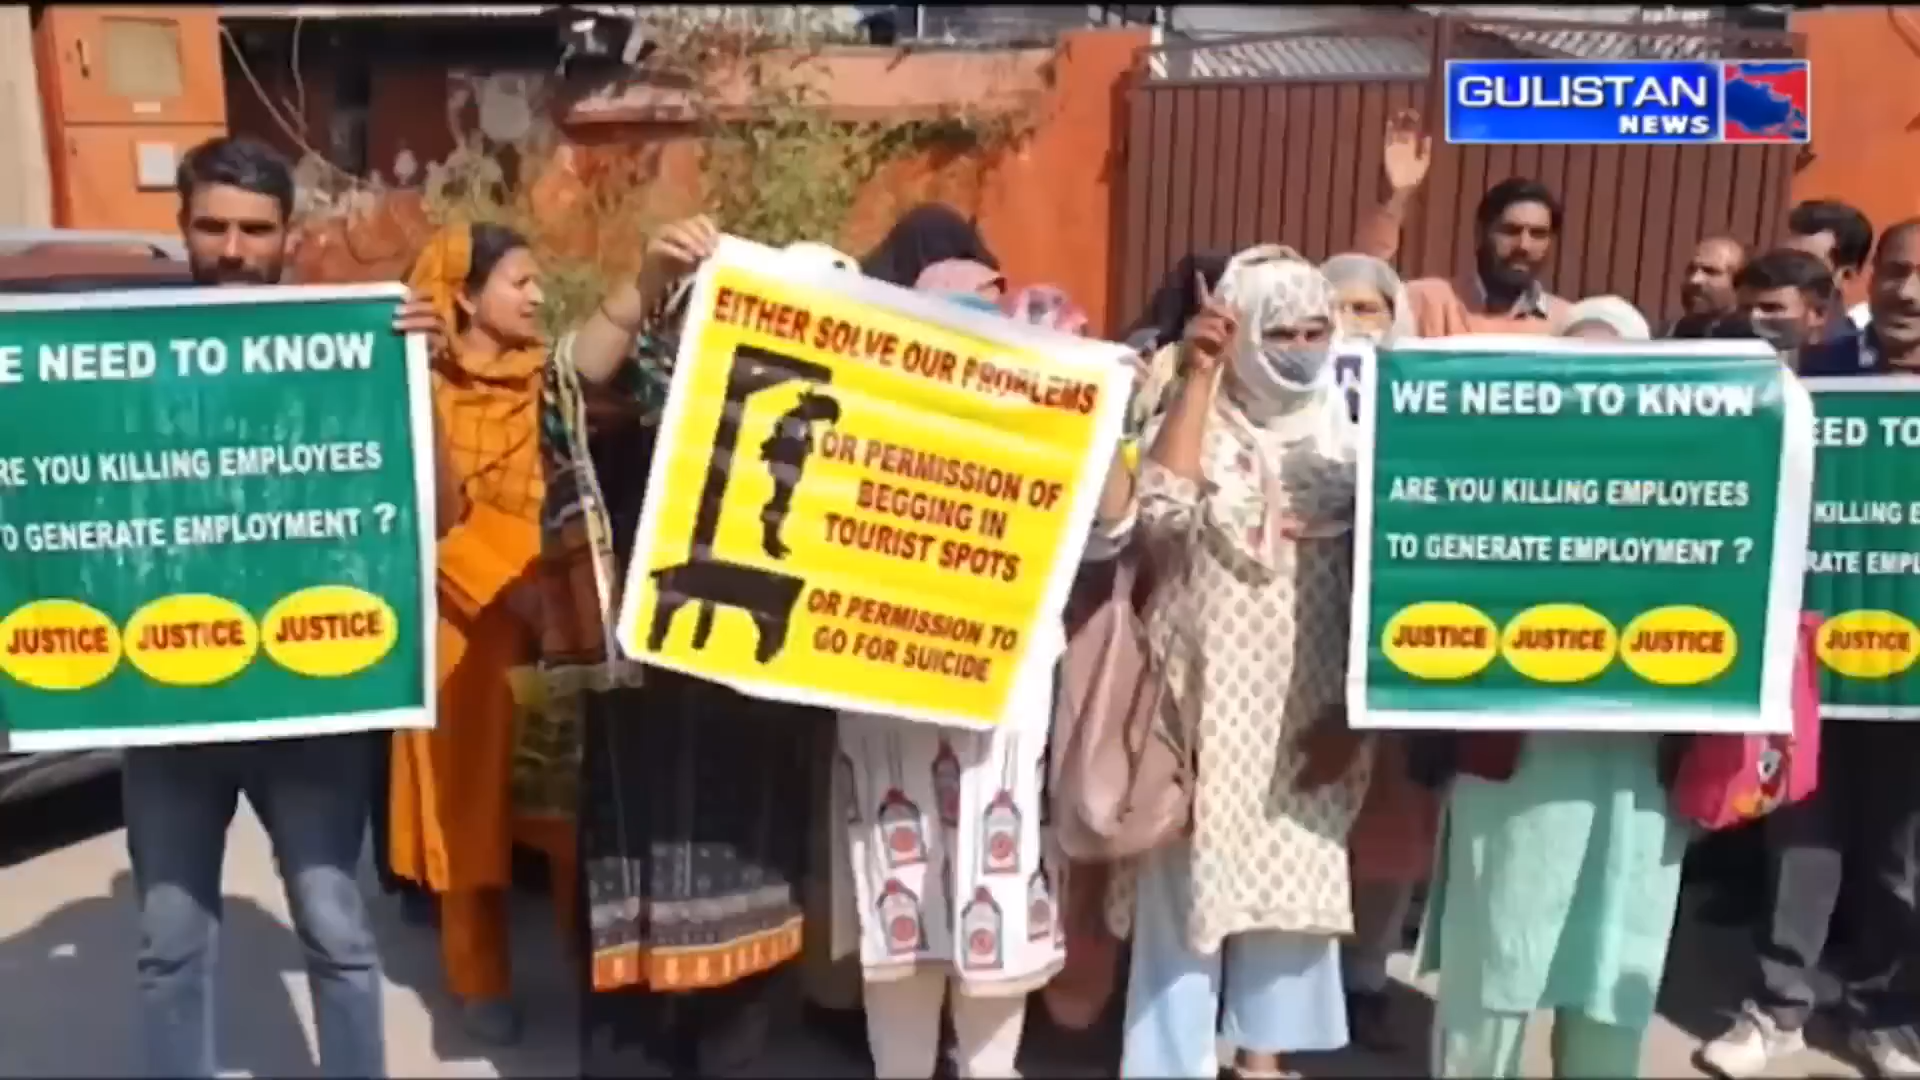 GULISTAN
NEWS
E NEED TO KNOW
RE YOU KILLING EMPLOYEES
O GENERATE EMPLOYMENT ?
JUSTICE JUSTICE JUSTICE
EITHER SOLVE OUR PROBLEMS
OR PERMISSION OF
BEGGING IN
TOURIST SPOTS
OR PERMISSION TO
GO FOR SUICIDE
WE NEED TO KNOW
ARE YOU KILLING EMPLOYEES
TO GENERATE EMPLOYMENT ?
JUSTICE JUSTICE JUSTICE
EED TO
KILLING E
RATE EMPL
JUSTICE